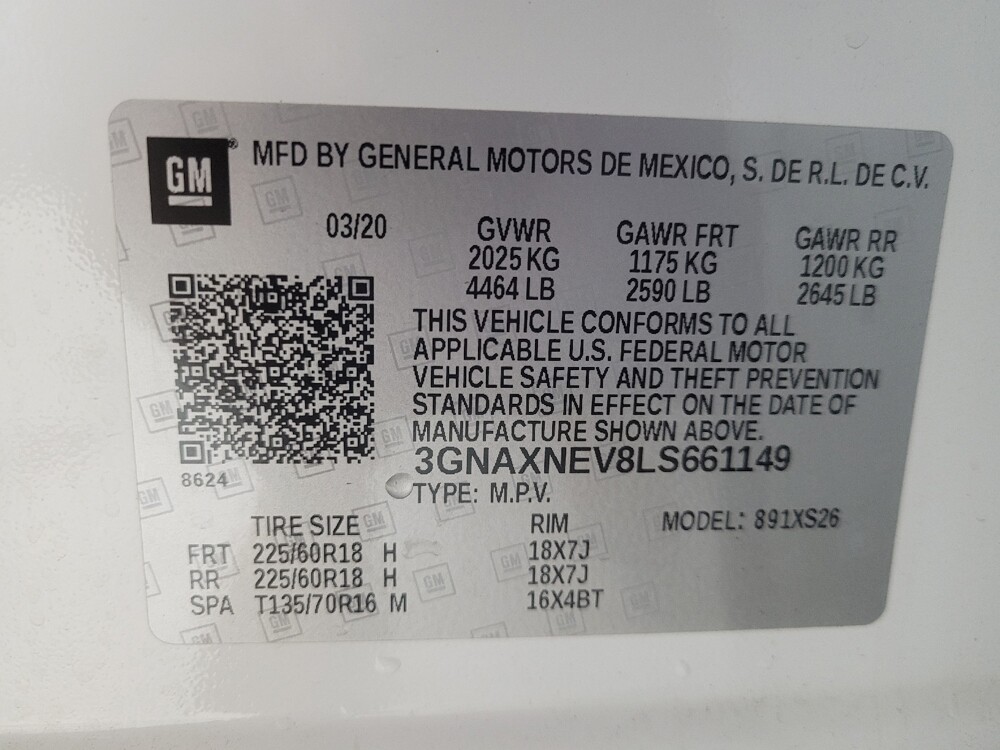 GM ® MFD BY GENERAL MOTORS DE MEXICO, S. DE R.L. DE C.V.
03/20 GVWR GAWR FRT GAWR RR
2025 KG 1175 KG 1200 KG
4464 LB 2590 LB 2645 LB
THIS VEHICLE CONFORMS TO ALL
APPLICABLE U.S. FEDERAL MOTOR
VEHICLE SAFETY AND THEFT PREVENTION
STANDARDS IN EFFECT ON THE DATE OF
MANUFACTURE SHOWN ABOVE.
3GNAXNEV8LS661149
8624
TYPE: M.P.V.
TIRE SIZE RIM MODEL: 891XS26
FRT 225/60R18 H 18X7J
RR 225/60R18 H 18X7J
SPA T135/70R16 M 16X4BT